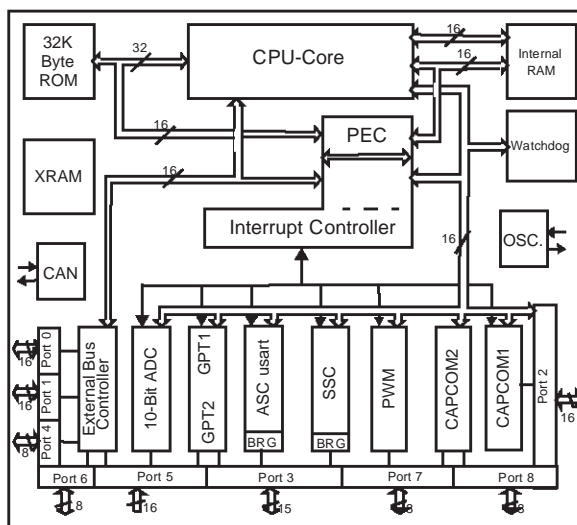 32K
Byte
ROM
32
CPU-Core
16
16
Internal
RAM
16
PEC
Watchdog
XRAM
16
Interrupt Controller
16
OSC.
CAN
Port 0
16
Port 1
16
Port 4
8
External Bus
Controller
10-Bit ADC
GPT1
GPT2
ASC usart
BRG
SSC
BRG
PWM
CAPCOM2
CAPCOM1
Port 2
16
Port 6
Port 5
Port 3
Port 7
Port 8
8
16
15
8
8